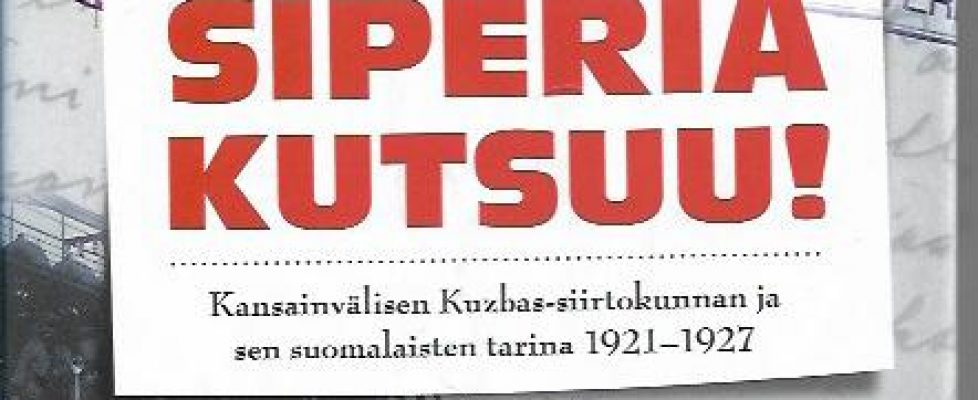 SIPERIA
KUTSUU!
Kansainvälisen Kuzbas-siirtokunnan ja
sen suomalaisten tarina 1921–1927